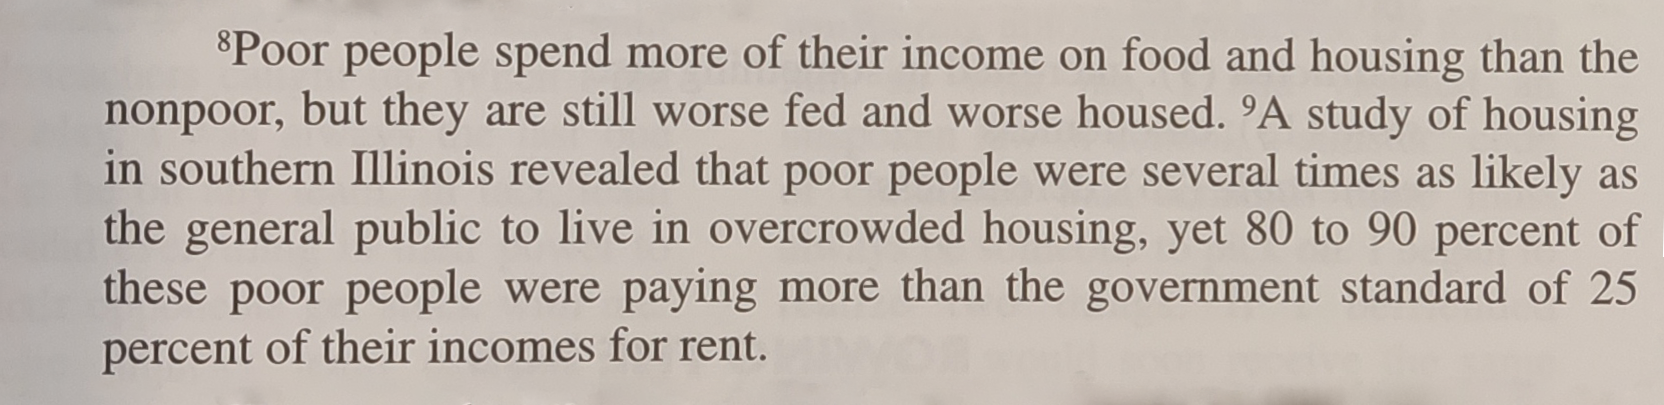 ⁸Poor people spend more of their income on food and housing than the
nonpoor, but they are still worse fed and worse housed. ⁹A study of housing
in southern Illinois revealed that poor people were several times as likely as
the general public to live in overcrowded housing, yet 80 to 90 percent of
these poor people were paying more than the government standard of 25
percent of their incomes for rent.